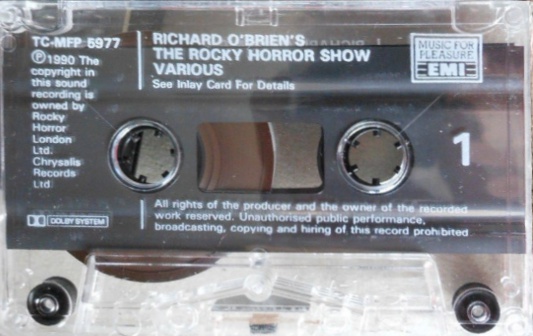 TC-MFP 5977
Ⓟ1990 The
copyright in
this sound
recording is
owned by
Rocky
Horror
London
Ltd.
Chrysalis
Records
Ltd
DOLBY SYSTEM
RICHARD O'BRIEN'S
THE ROCKY HORROR SHOW
VARIOUS
See Inlay Card For Details
MUSIC FOR
PLEASURE
EMI
1
All rights of the producer and the owner of the recorded
work reserved. Unauthorised public performance,
broadcasting, copying and hiring of this record prohibited